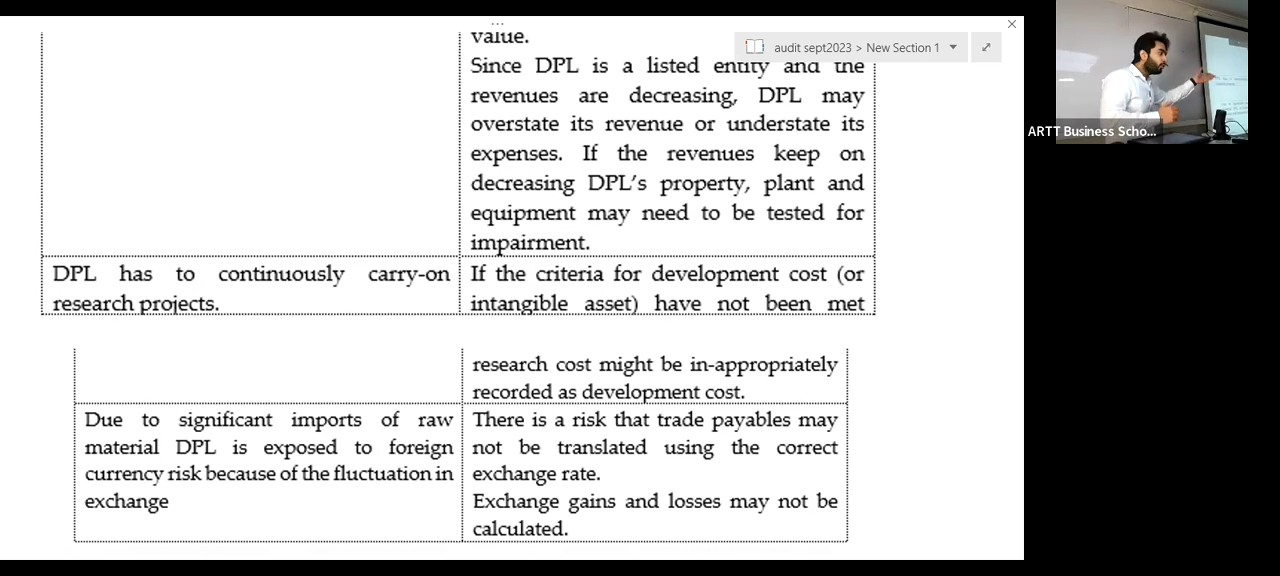 value.
audit sept2023 > New Section 1
Since DPL is a listed entity and the
revenues are decreasing, DPL may
overstate its revenue or understate its
expenses. If the revenues keep on
decreasing DPL's property, plant and
equipment may need to be tested for
impairment.
DPL has to continuously carry-on
research projects.
If the criteria for development cost (or
intangible asset) have not been met
research cost might be in-appropriately
recorded as development cost.
Due to significant imports of raw
material DPL is exposed to foreign
currency risk because of the fluctuation in
exchange
There is a risk that trade payables may
not be translated using the correct
exchange rate.
Exchange gains and losses may not be
calculated.
ARTT Business Scho...